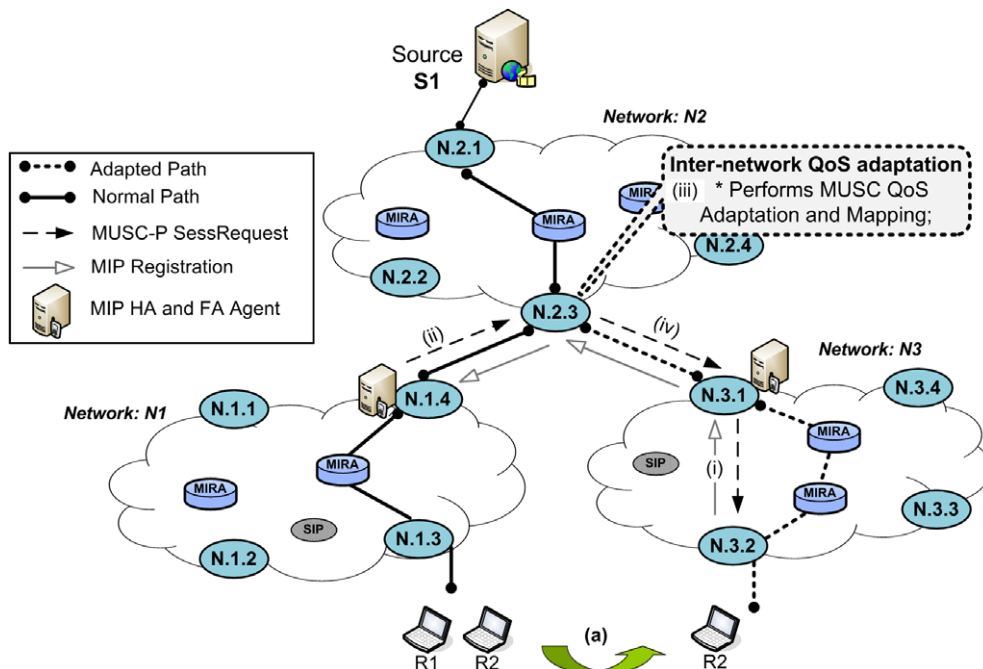 Source
S1
Network: N2
N.2.1
Inter-network QoS adaptation
(iii) * Performs MUSC QoS
Adaptation and Mapping;
Adapted Path
Normal Path
MUSC-P SessRequest
MIP Registration
MIP HA and FA Agent
MIRA
MIRA
N.2.2
N.2.4
N.2.3
(ii)
(iv)
Network: N3
Network: N1
N.1.1
N.1.4
N.3.1
N.3.4
MIRA
MIRA
MIRA
SIP
(i)
MIRA
SIP
N.1.2
N.1.3
N.3.2
N.3.3
R1
R2
(a)
R2